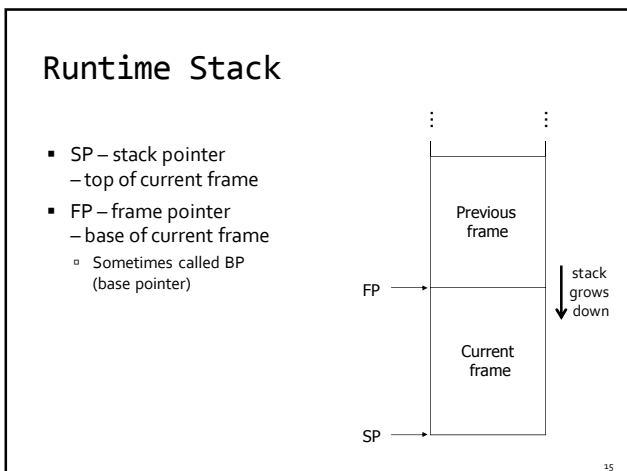 Runtime Stack
▪ SP – stack pointer
– top of current frame
▪ FP – frame pointer
– base of current frame
▫ Sometimes called BP
(base pointer)
⋮ ⋮
Previous
frame
FP
stack
grows
down
Current
frame
SP
15